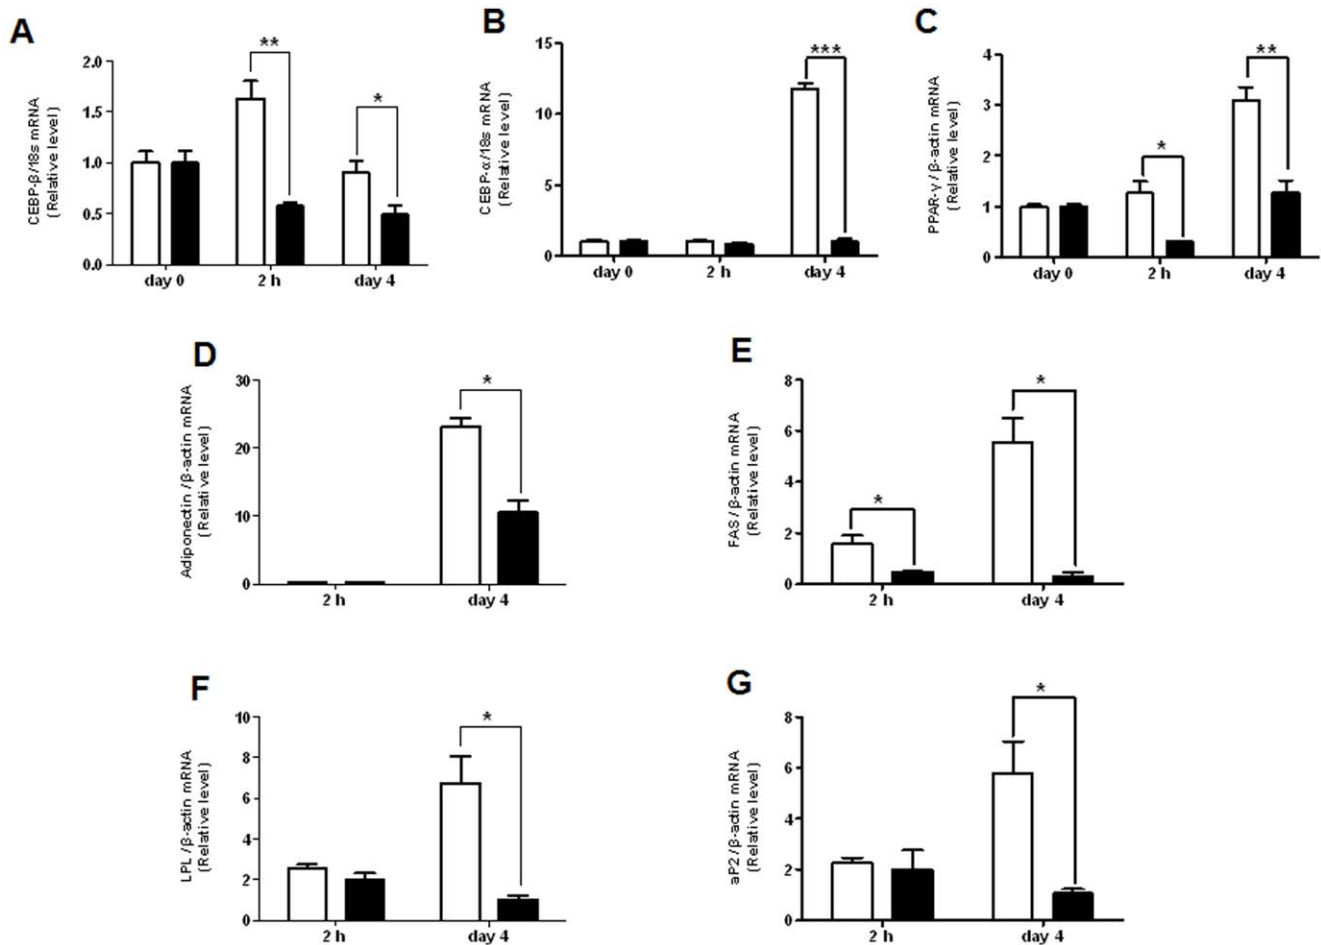 A
CEBP-β/18s mRNA
(Relative level)
2.0
1.5
1.0
0.5
0.0
**
*
day 0
2 h
day 4
B
CEBP-α/18s mRNA
(Relative level)
15
10
5
0
***
day 0
2 h
day 4
C
PPAR-γ/β-actin mRNA
(Relative level)
4
3
2
1
0
*
**
day 0
2 h
day 4
D
Adiponectin/β-actin mRNA
(Relative level)
30
20
10
0
*
2 h
day 4
E
FAS/β-actin mRNA
(Relative level)
8
6
4
2
0
*
*
2 h
day 4
F
LPL/β-actin mRNA
(Relative level)
10
8
6
4
2
0
*
2 h
day 4
G
aP2/β-actin mRNA
(Relative level)
8
6
4
2
0
*
2 h
day 4